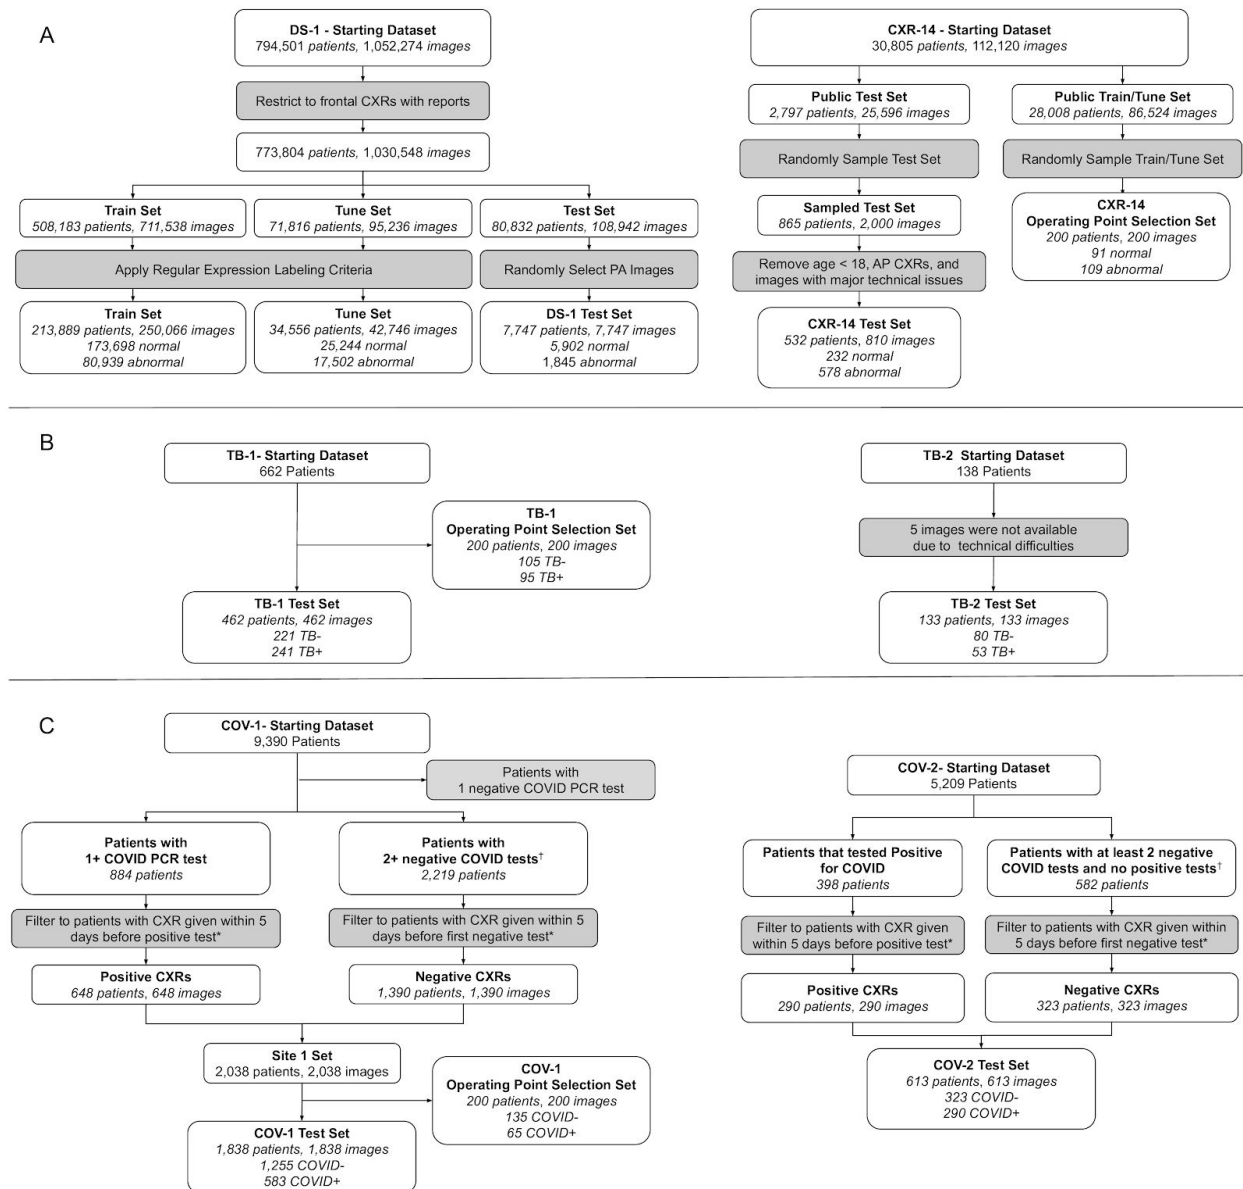 A
DS-1 - Starting Dataset
794,501 patients, 1,052,274 images
Restrict to frontal CXRs with reports
773,804 patients, 1,030,548 images
Train Set
508,183 patients, 711,538 images
Tune Set
71,816 patients, 95,236 images
Test Set
80,832 patients, 108,942 images
Apply Regular Expression Labeling Criteria
Randomly Select PA Images
Train Set
213,889 patients, 250,066 images
173,698 normal
80,939 abnormal
Tune Set
34,556 patients, 42,746 images
25,244 normal
17,502 abnormal
DS-1 Test Set
7,747 patients, 7,747 images
5,902 normal
1,845 abnormal
CXR-14 - Starting Dataset
30,805 patients, 112,120 images
Public Test Set
2,797 patients, 25,596 images
Public Train/Tune Set
28,008 patients, 86,524 images
Randomly Sample Test Set
Randomly Sample Train/Tune Set
Sampled Test Set
865 patients, 2,000 images
CXR-14
Operating Point Selection Set
200 patients, 200 images
91 normal
109 abnormal
Remove age < 18, AP CXRs, and
images with major technical issues
CXR-14 Test Set
532 patients, 810 images
232 normal
578 abnormal
B
TB-1- Starting Dataset
662 Patients
TB-1
Operating Point Selection Set
200 patients, 200 images
105 TB-
95 TB+
TB-1 Test Set
462 patients, 462 images
221 TB-
241 TB+
TB-2 Starting Dataset
138 Patients
5 images were not available
due to technical difficulties
TB-2 Test Set
133 patients, 133 images
80 TB-
53 TB+
C
COV-1- Starting Dataset
9,390 Patients
Patients with
1 negative COVID PCR test
Patients with
1+ COVID PCR test
884 patients
Patients with
2+ negative COVID tests†
2,219 patients
Filter to patients with CXR given within 5
days before positive test*
Filter to patients with CXR given within 5
days before first negative test*
Positive CXRs
648 patients, 648 images
Negative CXRs
1,390 patients, 1,390 images
Site 1 Set
2,038 patients, 2,038 images
COV-1
Operating Point Selection Set
200 patients, 200 images
135 COVID-
65 COVID+
COV-1 Test Set
1,838 patients, 1,838 images
1,255 COVID-
583 COVID+
COV-2- Starting Dataset
5,209 Patients
Patients that tested Positive
for COVID
398 patients
Patients with at least 2 negative
COVID tests and no positive tests†
582 patients
Filter to patients with CXR given
within 5 days before positive test*
Filter to patients with CXR given within
5 days before first negative test*
Positive CXRs
290 patients, 290 images
Negative CXRs
323 patients, 323 images
COV-2 Test Set
613 patients, 613 images
323 COVID-
290 COVID+